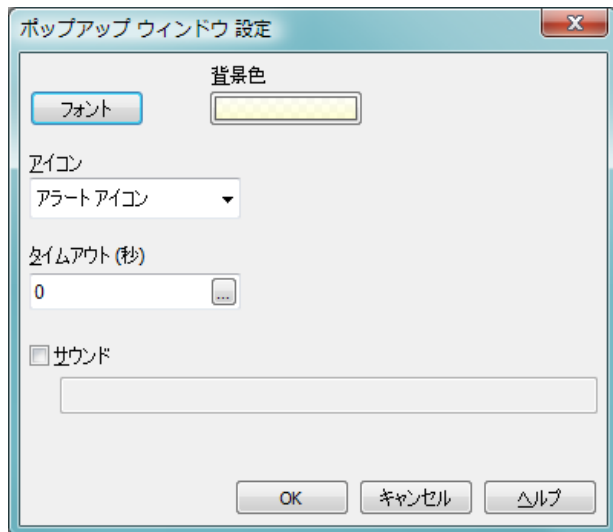 ポップアップ ウィンドウ 設定
背景色
フォント
アイコン
アラート アイコン
タイムアウト (秒)
0
...
サウンド
OK
キャンセル
ヘルプ